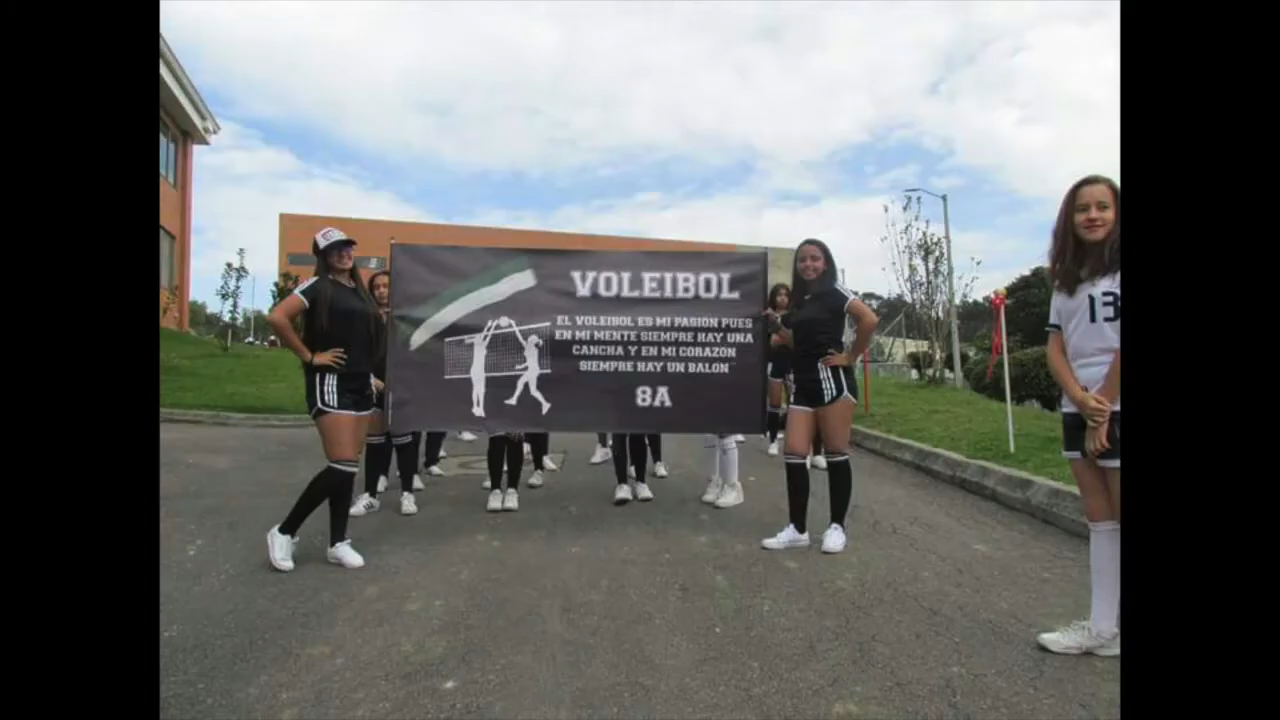 VOLEIBOL
EL VOLEIBOL ES MI PASION PUES
EN MI MENTE SIEMPRE HAY UNA
CANCHA Y EN MI CORAZON
SIEMPRE HAY UN BALON"
8A
13